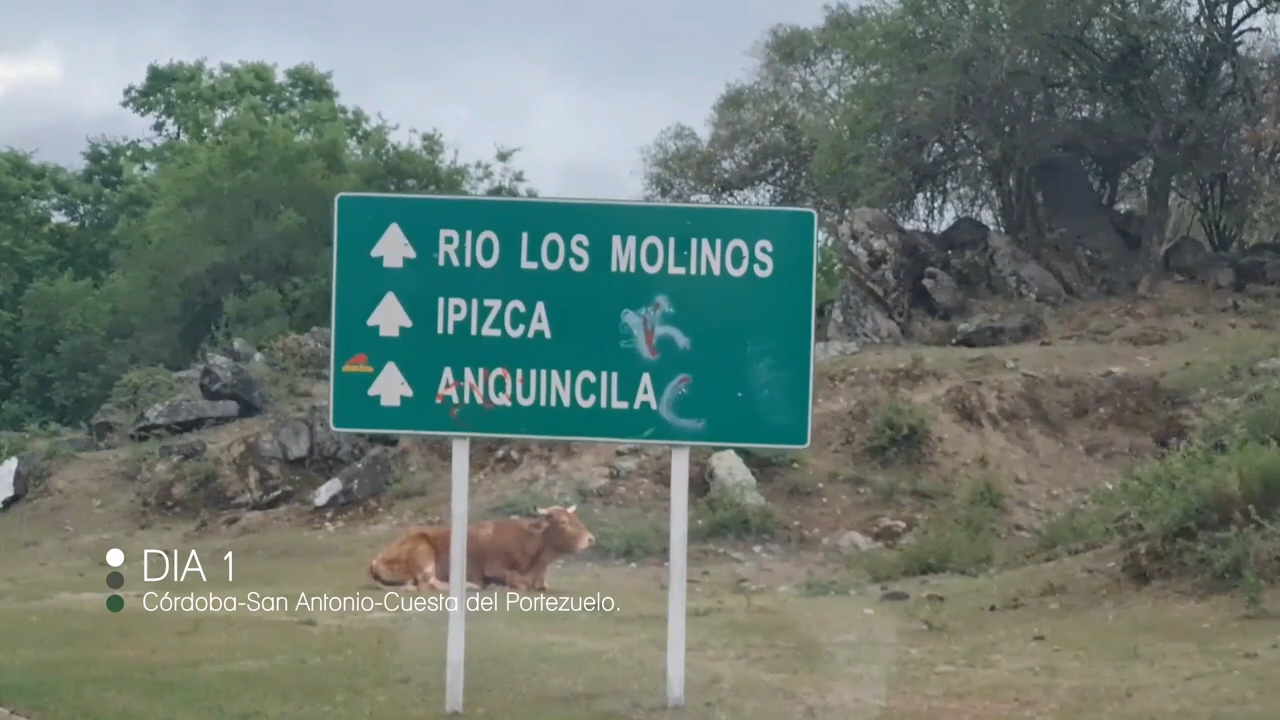 RIO LOS MOLINOS
IPIZCA
ANQUINCILA
DIA 1
Córdoba-San Antonio-Cuesta del Portezuelo.